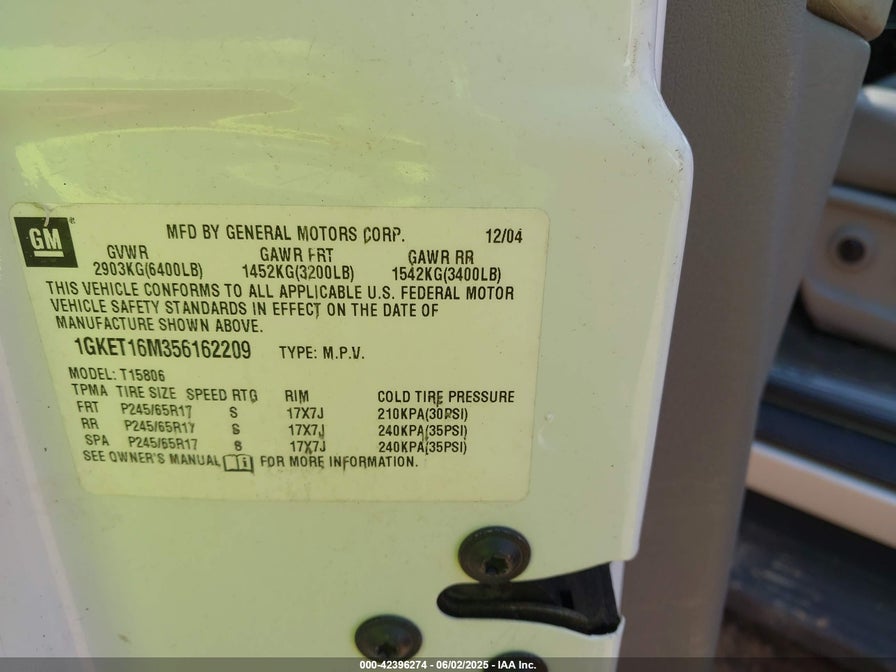 GM
MFD BY GENERAL MOTORS CORP. 12/04
GVWR GAWR FRT GAWR RR
2903KG(6400LB) 1452KG(3200LB) 1542KG(3400LB)
THIS VEHICLE CONFORMS TO ALL APPLICABLE U.S. FEDERAL MOTOR
VEHICLE SAFETY STANDARDS IN EFFECT ON THE DATE OF
MANUFACTURE SHOWN ABOVE.
1GKET16M356162209 TYPE: M.P.V.
MODEL: T15806
TPMA TIRE SIZE SPEED RTG RIM COLD TIRE PRESSURE
FRT P245/65R17 S 17X7J 210KPA(30PSI)
RR P245/65R17 S 17X7J 240KPA(35PSI)
SPA P245/65R17 S 17X7J 240KPA(35PSI)
SEE OWNER'S MANUAL FOR MORE INFORMATION.
000-42396274 - 06/02/2025 - IAA Inc.